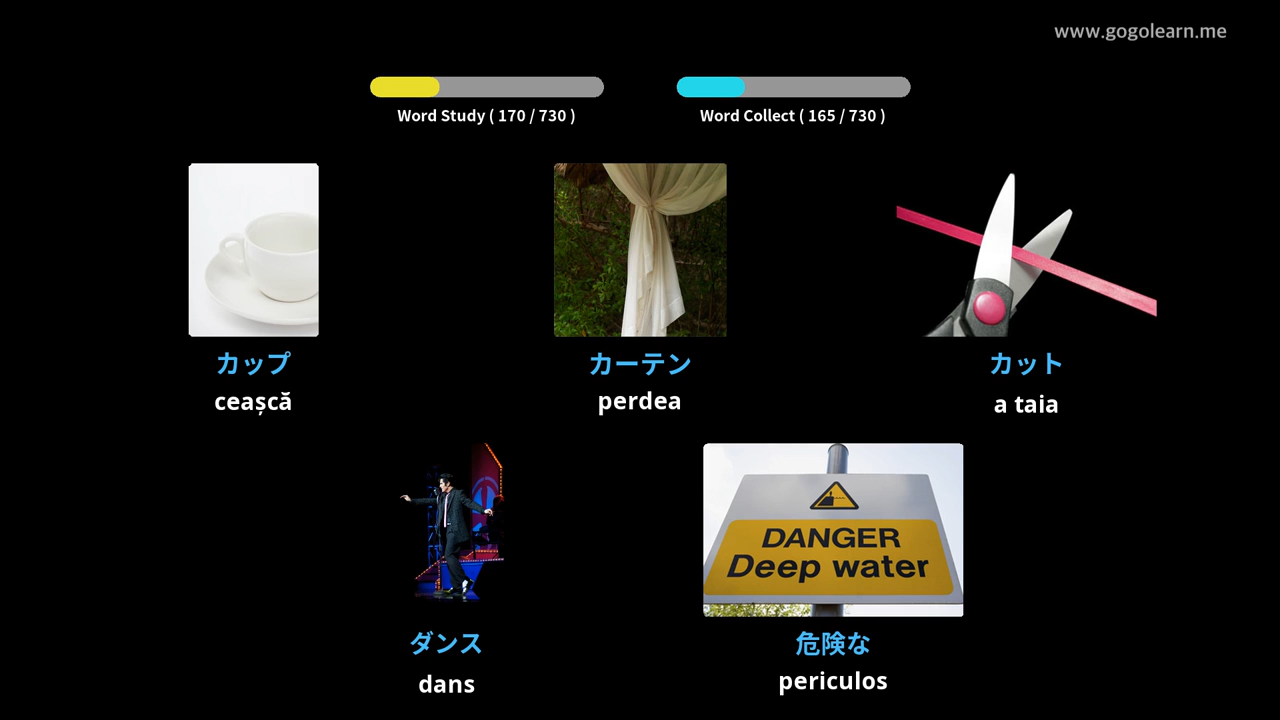 www.gogolearn.me
Word Study ( 170 / 730 )
Word Collect ( 165 / 730 )
カップ
ceașcă
カーテン
perdea
カット
a taia
ダンス
dans
DANGER
Deep water
危険な
periculos